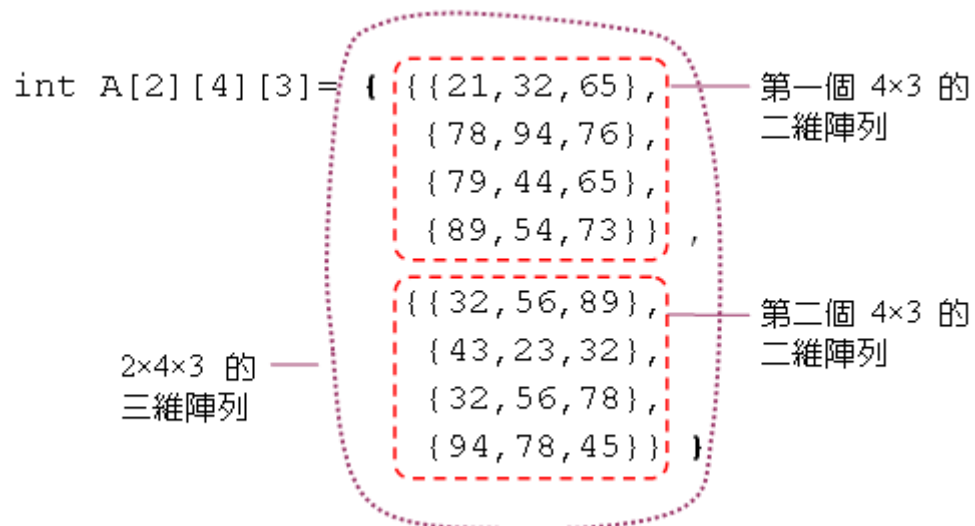 int A[2][4][3]= { {{21,32,65},
第一個 4×3 的
二維陣列
{78,94,76},
{79,44,65},
{89,54,73}} ,
{{32,56,89},
第二個 4×3 的
二維陣列
{43,23,32},
2×4×3 的
三維陣列
{32,56,78},
{94,78,45}} }